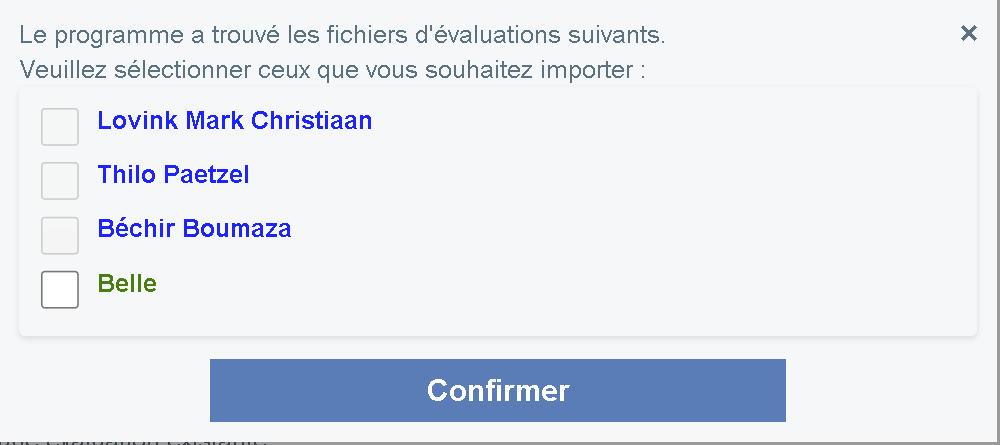 Le programme a trouvé les fichiers d'évaluations suivants.
Veuillez sélectionner ceux que vous souhaitez importer :
Lovink Mark Christiaan
Thilo Paetzel
Béchir Boumaza
Belle
Confirmer